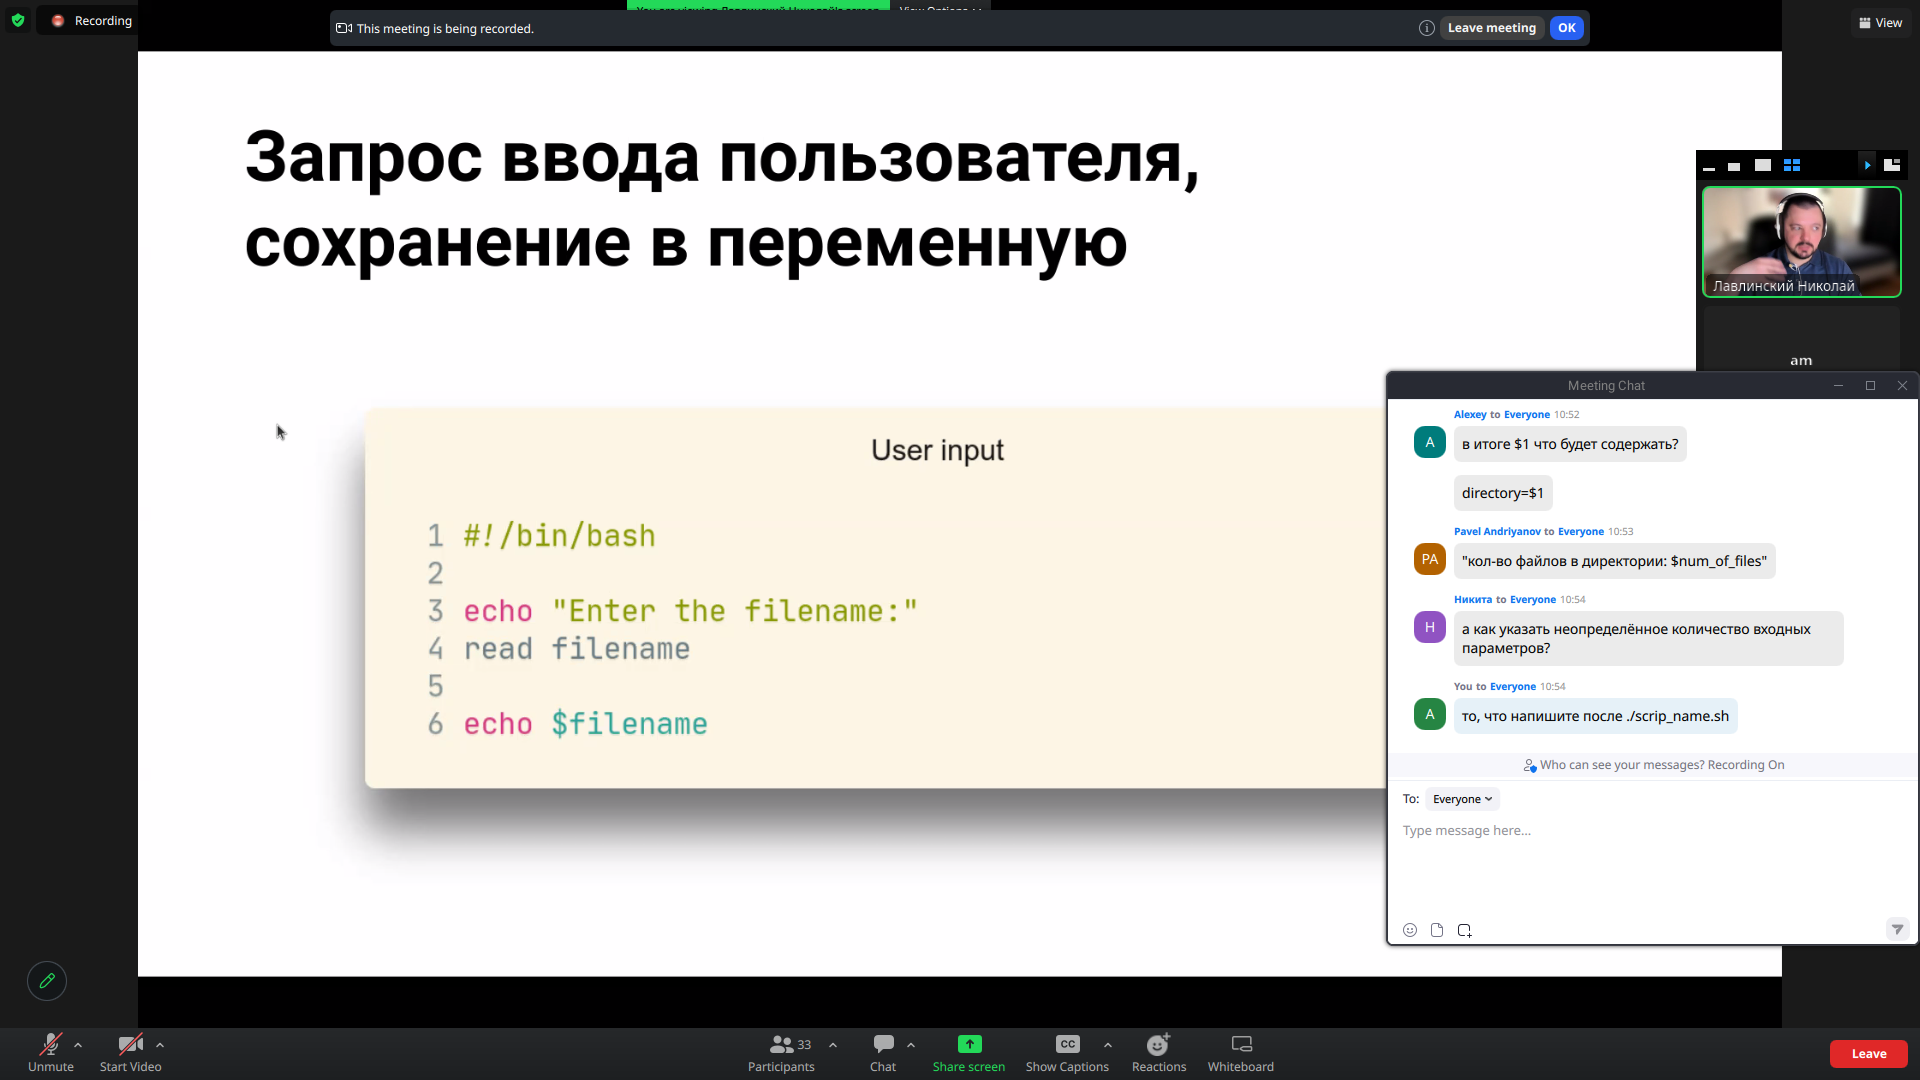 Recording
This meeting is being recorded.
Leave meeting
OK
View
Запрос ввода пользователя,
сохранение в переменную
User input
1 #!/bin/bash
2
3 echo "Enter the filename:"
4 read filename
5
6 echo $filename
Лавлинский Николай
am
Meeting Chat
Alexey to Everyone 10:52
A
в итоге $1 что будет содержать?
directory=$1
Pavel Andriyanov to Everyone 10:53
PA
"кол-во файлов в директории: $num_of_files"
Никита to Everyone 10:54
Н
а как указать неопределённое количество входных
параметров?
You to Everyone 10:54
A
то, что напишите после ./scrip_name.sh
Who can see your messages? Recording On
To: Everyone
Type message here...
Unmute
Start Video
33
Participants
Chat
Share screen
CC
Show Captions
Reactions
Whiteboard
Leave